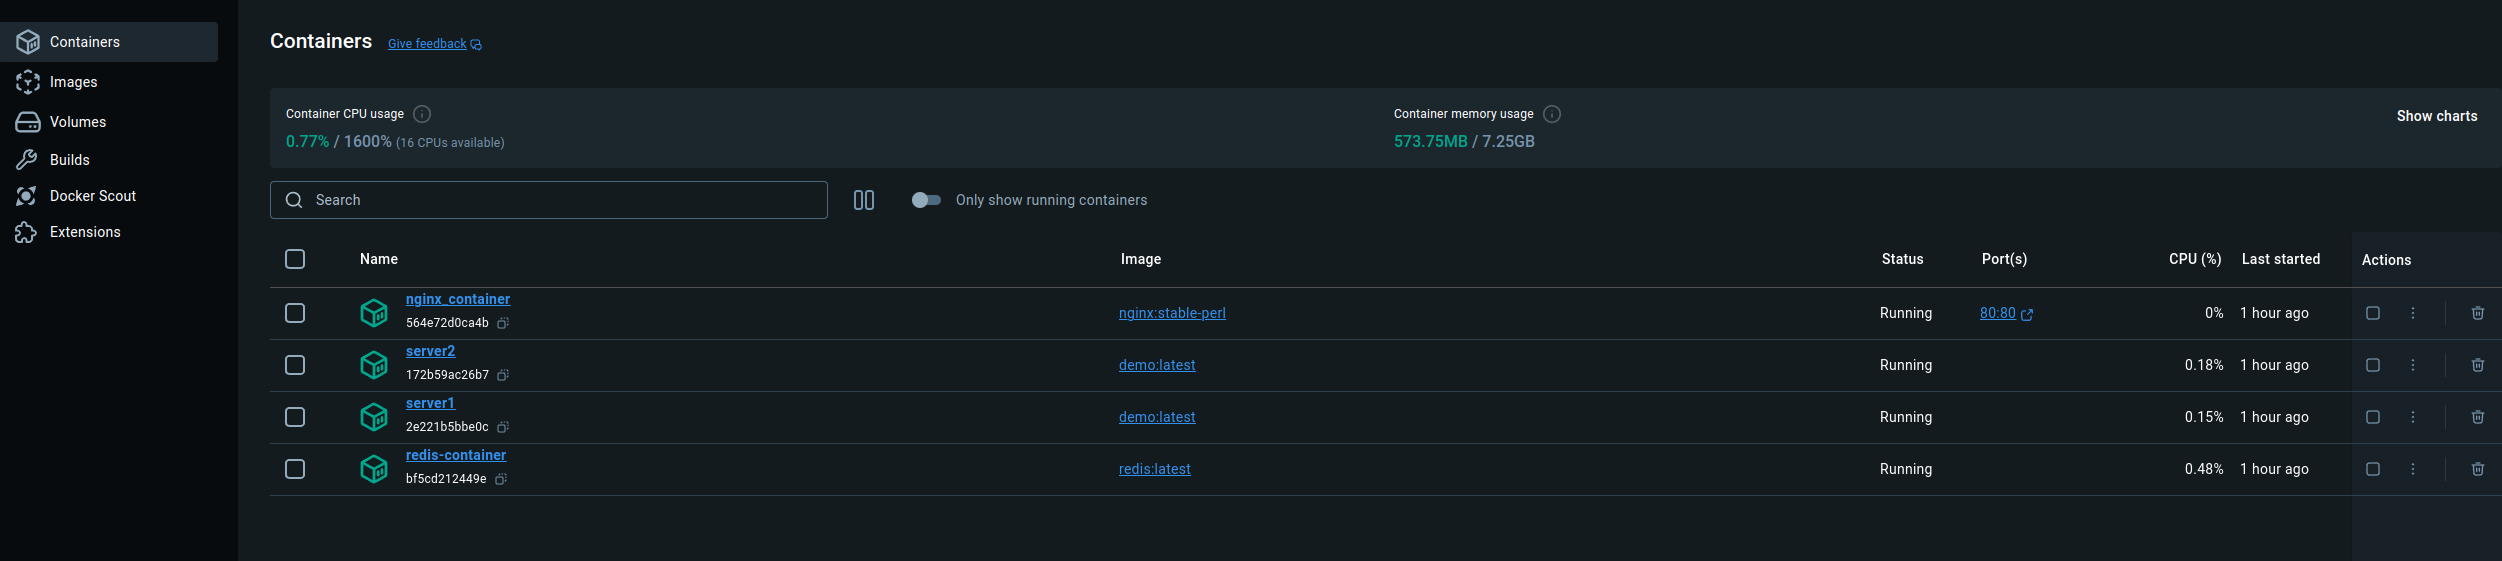 Containers
Images
Volumes
Builds
Docker Scout
Extensions
Containers Give feedback
Container CPU usage
0.77% / 1600% (16 CPUs available)
Container memory usage
573.75MB / 7.25GB
Show charts
Search
Only show running containers
Name Image Status Port(s) CPU (%) Last started Actions
nginx_container
564e72d0ca4b
nginx:stable-perl Running 80:80 0% 1 hour ago
server2
172b59ac26b7
demo:latest Running 0.18% 1 hour ago
server1
2e221b5bbe0c
demo:latest Running 0.15% 1 hour ago
redis-container
bf5cd212449e
redis:latest Running 0.48% 1 hour ago